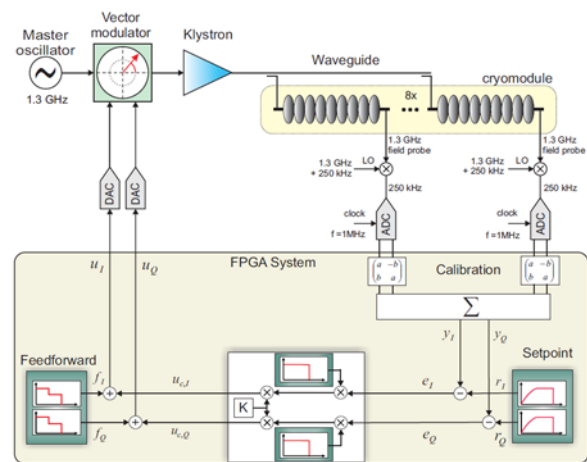 Master
oscillator
1.3 GHz
Vector
modulator
Klystron
Waveguide
cryomodule
8x
1.3 GHz
field probe
1.3 GHz
+ 250 kHz
LO
250 kHz
clock
f=1MHz
ADC
1.3 GHz
field probe
1.3 GHz
+ 250 kHz
LO
250 kHz
clock
f=1MHz
ADC
DAC
DAC
u_I
u_Q
FPGA System
a -b
b a
Calibration
a -b
b a
Σ
y_I
y_Q
Feedforward
f_I
+
u_{c,I}
K
e_I
−
r_I
Setpoint
f_Q
+
u_{c,Q}
e_Q
−
r_Q